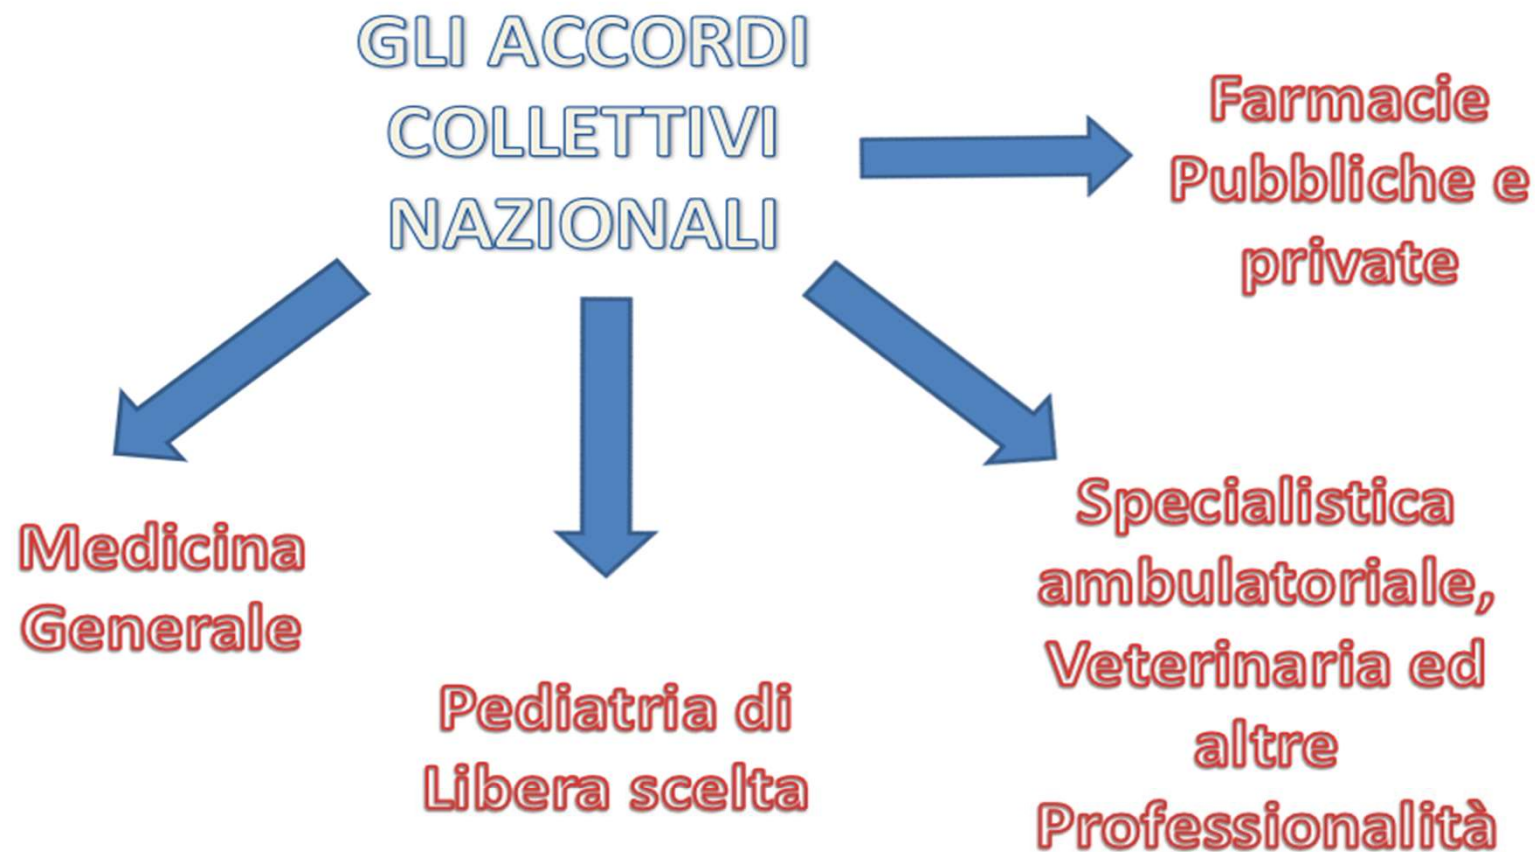 GLI ACCORDI
COLLETTIVI
NAZIONALI
Farmacie
Pubbliche e
private
Medicina
Generale
Pediatria di
Libera scelta
Specialistica
ambulatoriale,
Veterinaria ed
altre
Professionalità